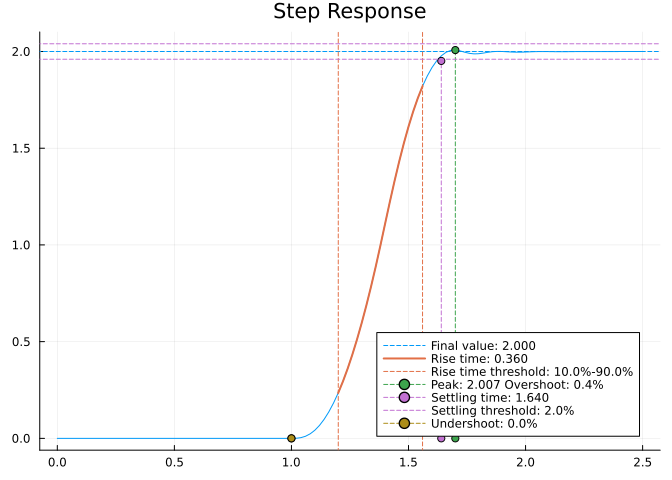 Step Response
2.0
1.5
1.0
0.5
0.0
Final value: 2.000
Rise time: 0.360
Rise time threshold: 10.0%-90.0%
Peak: 2.007 Overshoot: 0.4%
Settling time: 1.640
Settling threshold: 2.0%
Undershoot: 0.0%
0.0 0.5 1.0 1.5 2.0 2.5